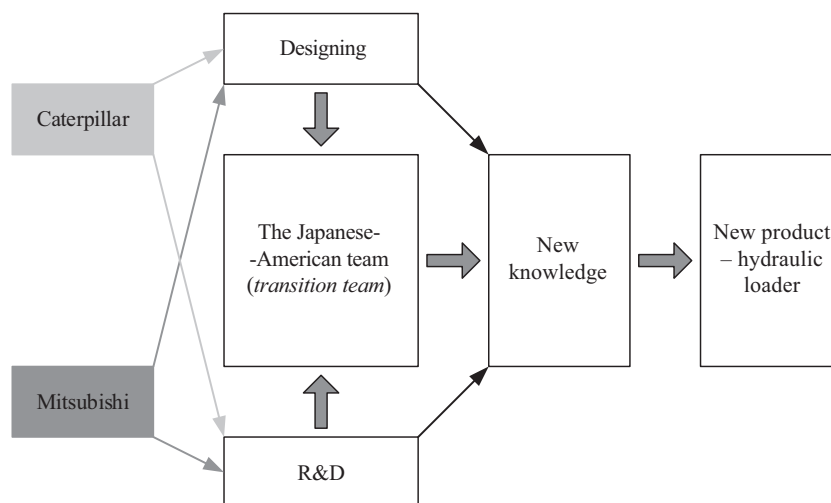 Designing
Caterpillar
The Japanese-
-American team
(transition team)
New
knowledge
New product
– hydraulic
loader
Mitsubishi
R&D